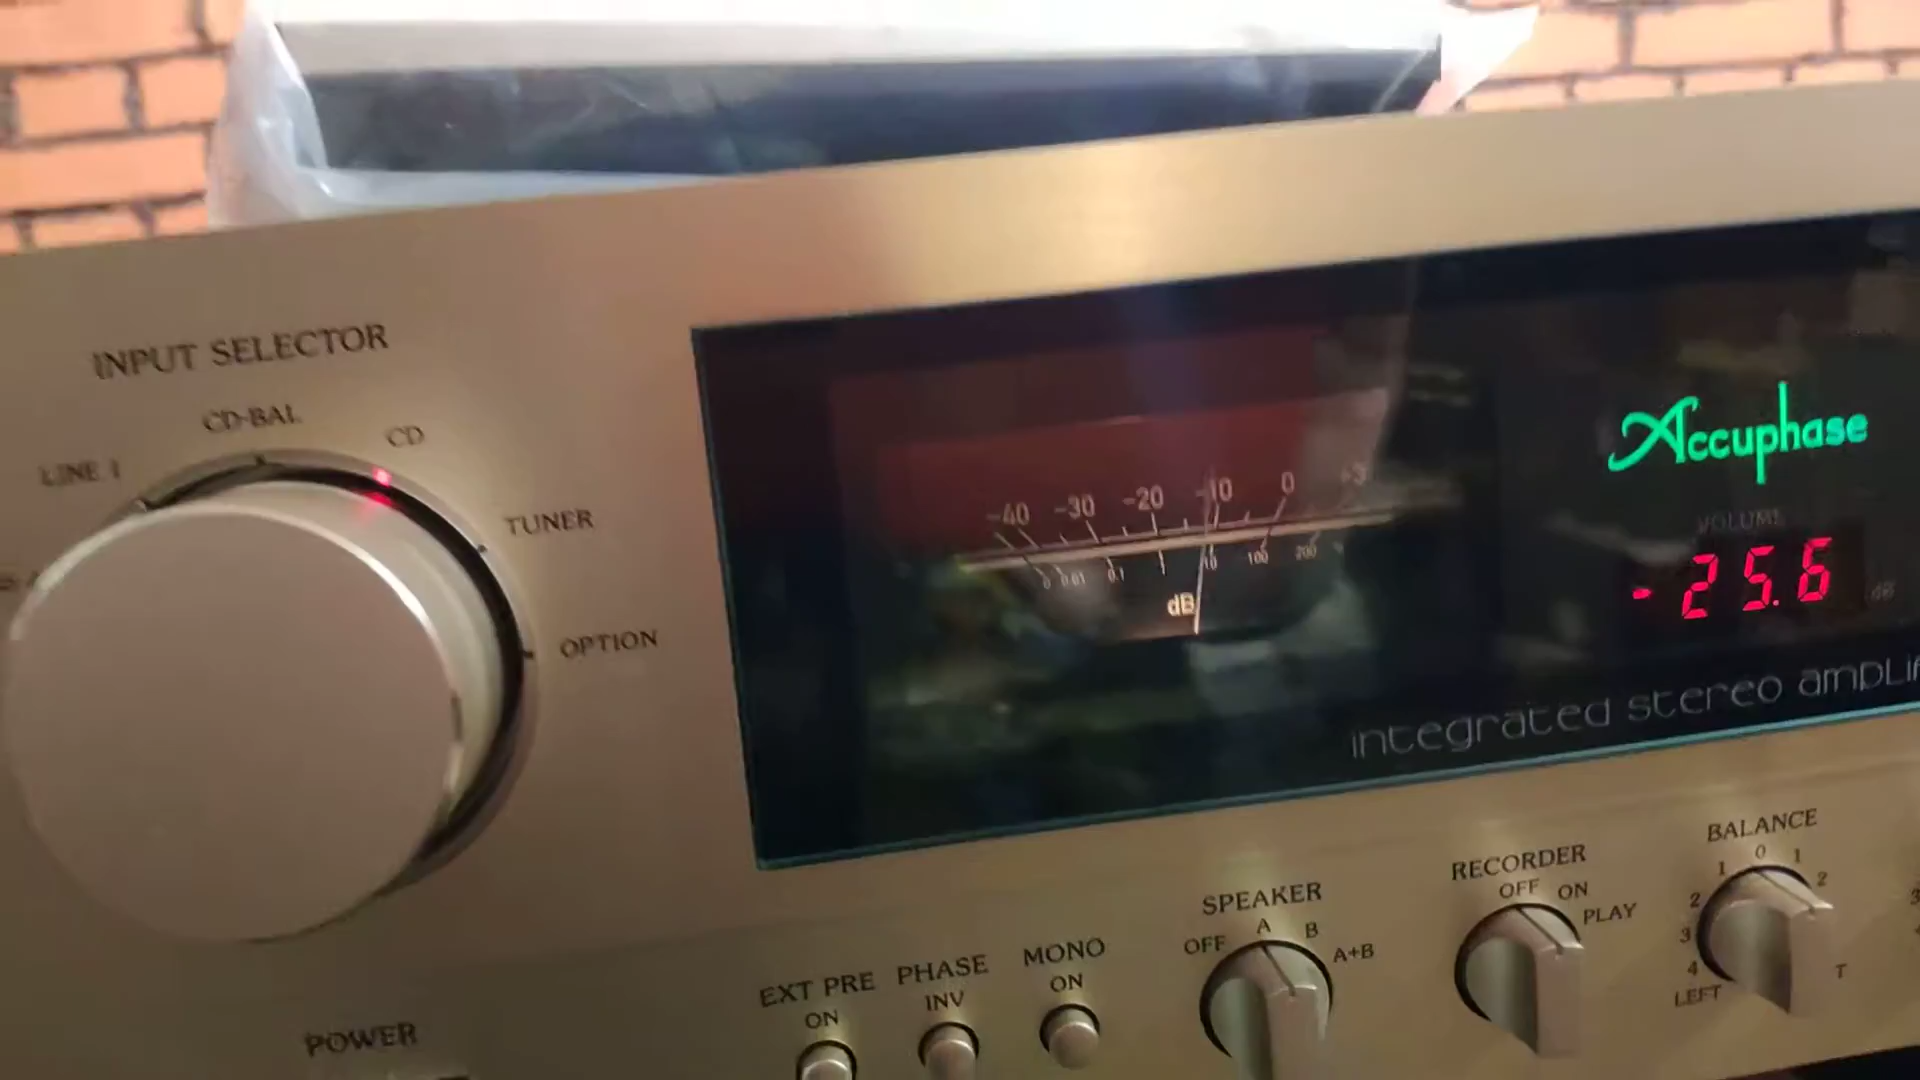 INPUT SELECTOR
LINE 1
CD-BAL
CD
TUNER
OPTION
-40 -30 -20 -10 0 +3
0 0.01 0.1 1 10 100 200
dB
Accuphase
VOLUME
-25.6 dB
integrated stereo
POWER
EXT PRE
ON
PHASE
INV
MONO
ON
SPEAKER
OFF A B A+B
RECORDER
OFF ON PLAY
BALANCE
4 3 2 1 0 1 2
LEFT